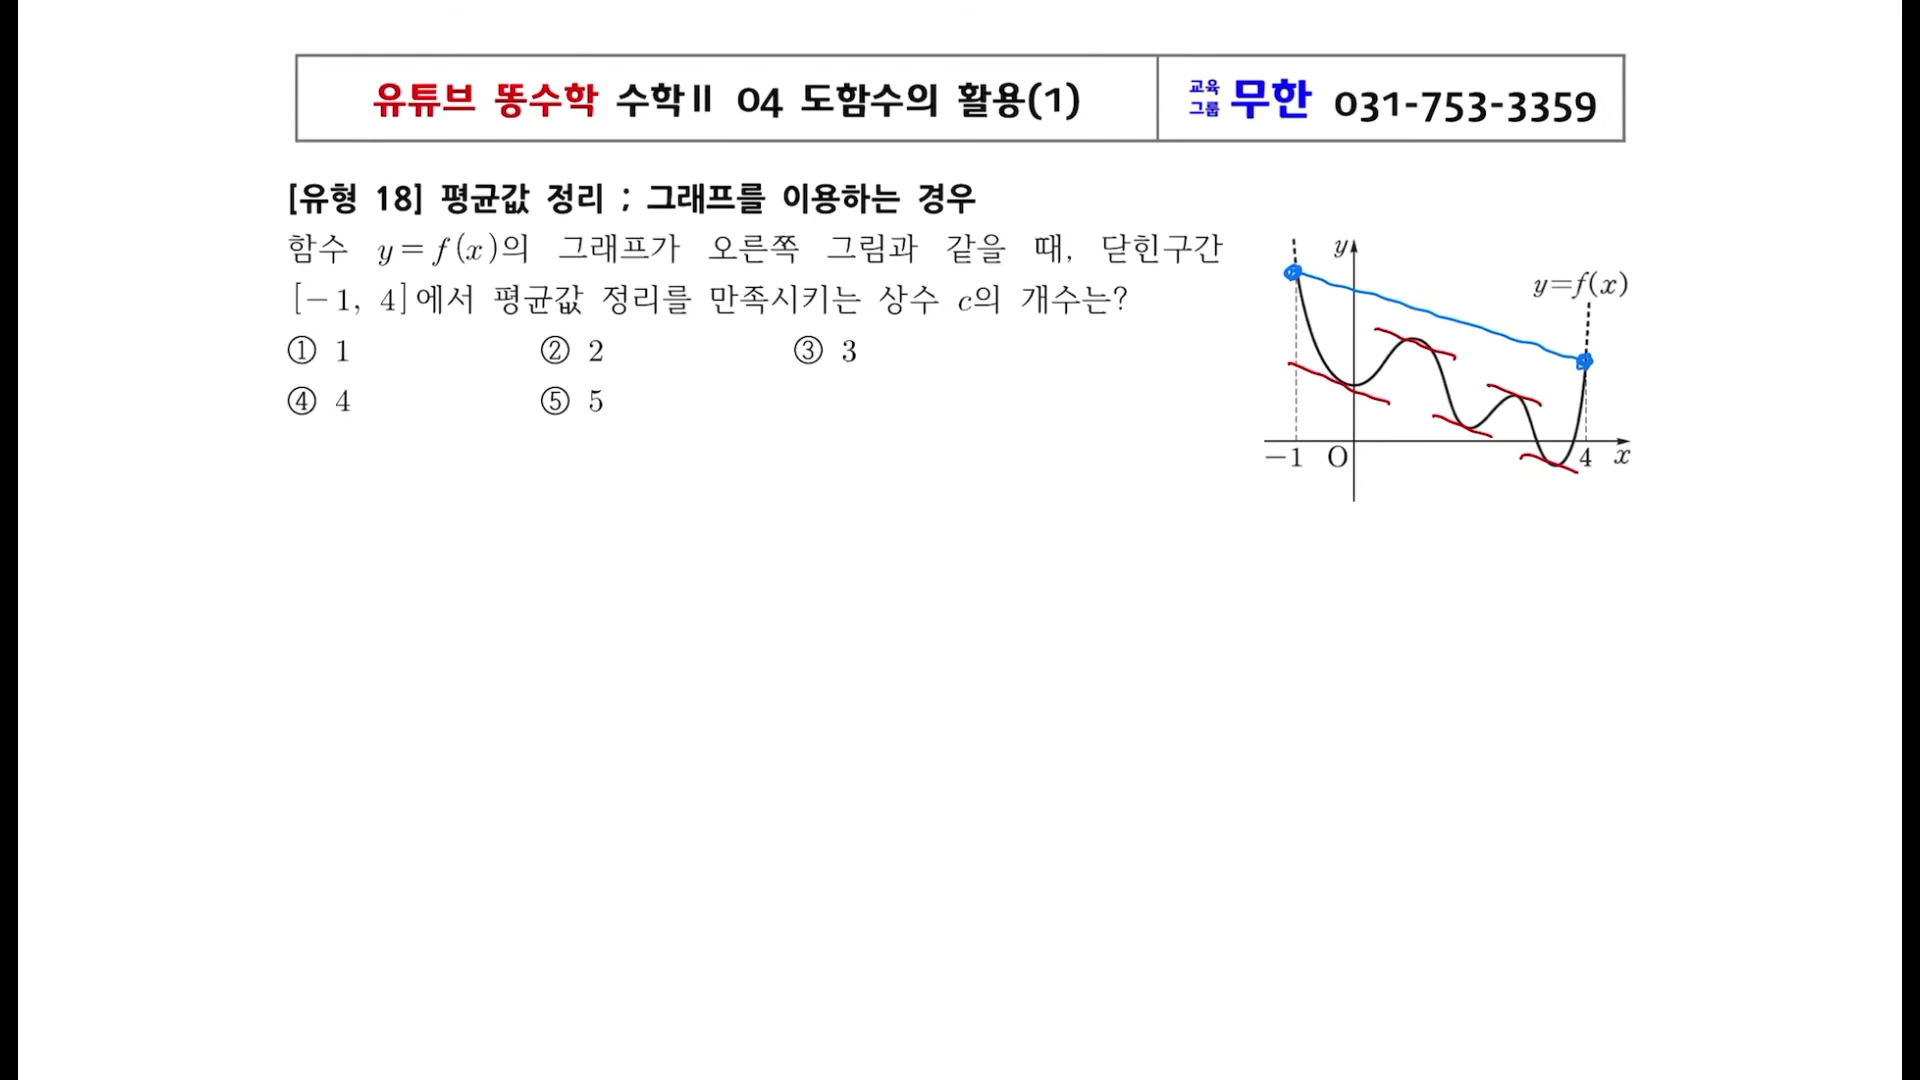 유튜브 똥수학 수학Ⅱ 04 도함수의 활용(1)
교육
그룹 무한 031-753-3359
[유형 18] 평균값 정리 ; 그래프를 이용하는 경우
함수 y=f(x)의 그래프가 오른쪽 그림과 같을 때, 닫힌구간
[-1, 4]에서 평균값 정리를 만족시키는 상수 c의 개수는?
① 1 ② 2 ③ 3
④ 4 ⑤ 5
y
y=f(x)
-1 O 4 x